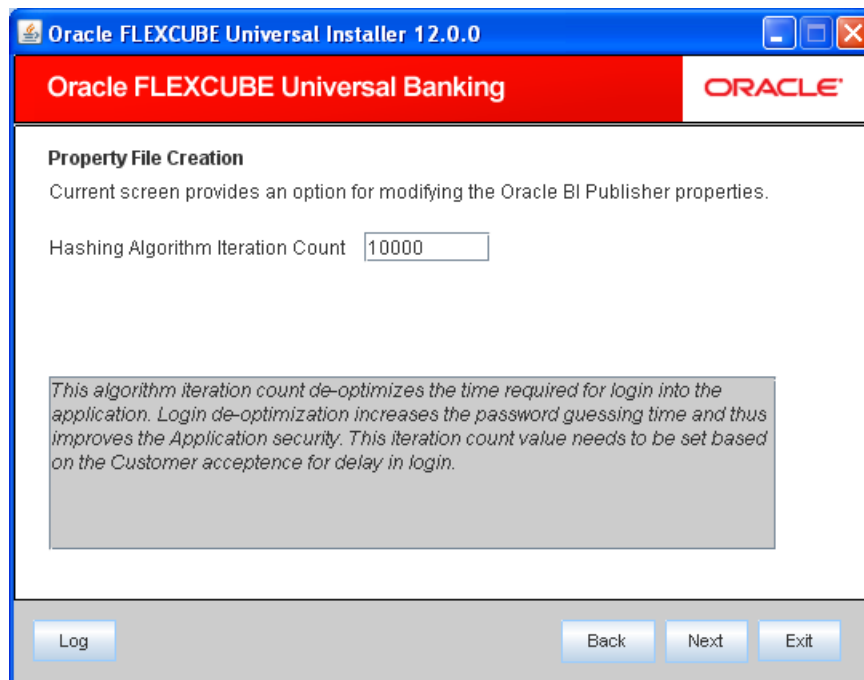 Oracle FLEXCUBE Universal Installer 12.0.0
Oracle FLEXCUBE Universal Banking
ORACLE
Property File Creation
Current screen provides an option for modifying the Oracle BI Publisher properties.
Hashing Algorithm Iteration Count 10000
This algorithm iteration count de-optimizes the time required for login into the
application. Login de-optimization increases the password guessing time and thus
improves the Application security. This iteration count value needs to be set based
on the Customer acceptence for delay in login.
Log Back Next Exit